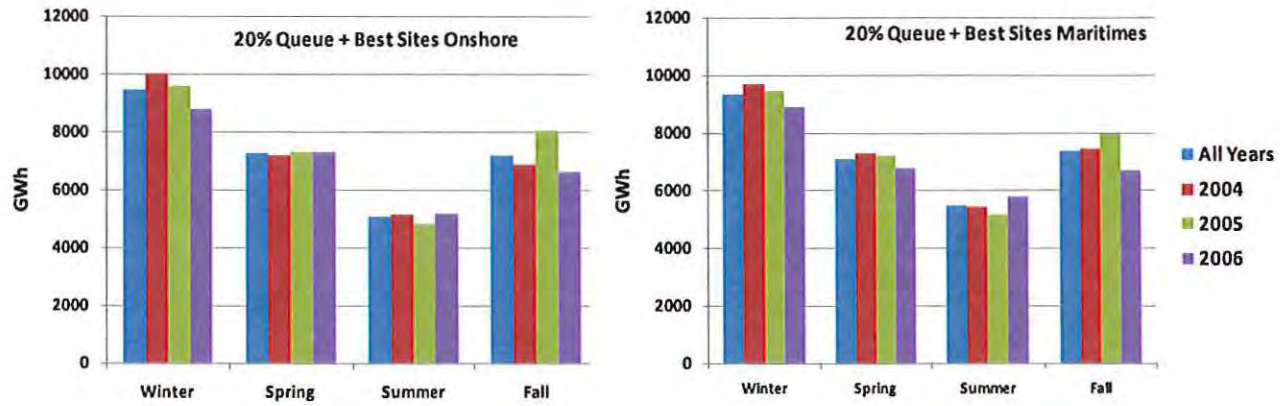 20% Queue + Best Sites Onshore
GWh
12000
10000
8000
6000
4000
2000
0
Winter Spring Summer Fall
20% Queue + Best Sites Maritimes
GWh
12000
10000
8000
6000
4000
2000
0
Winter Spring Summer Fall
All Years
2004
2005
2006